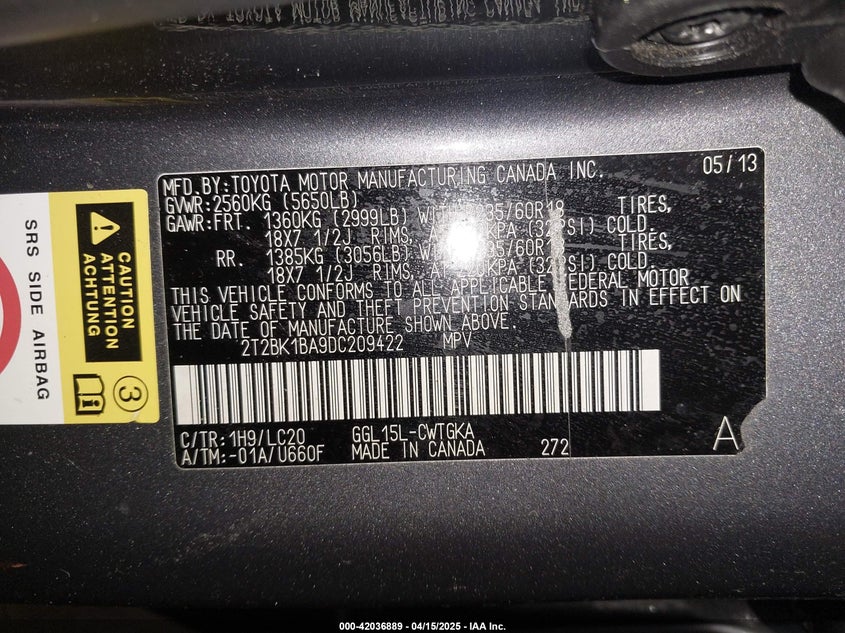 MFD.BY:TOYOTA MOTOR MANUFACTURING CANADA INC. 05/13
GVWR:2560KG (5650LB)
GAWR:FRT. 1360KG (2999LB) WITH TIRES,
18X7 1/2J RIMS, KPA COLD.
RR. 1385KG (3056LB) TIRES,
18X7 1/2J RIMS, KPA COLD.
THIS VEHICLE CONFORMS TO ALL APPLICABLE FEDERAL MOTOR
VEHICLE SAFETY AND THEFT PREVENTION STANDARDS IN EFFECT ON
THE DATE OF MANUFACTURE SHOWN ABOVE.
2T2BK1BA9DC209422 MPV
C/TR:1H9/LC20 GGL15L-CWTGKA
A/TM:-01A/U660F MADE IN CANADA 272
A
CAUTION
ATTENTION
ACHTUNG
3
SRS SIDE AIRBAG
000-42036889 - 04/15/2025 - IAA Inc.